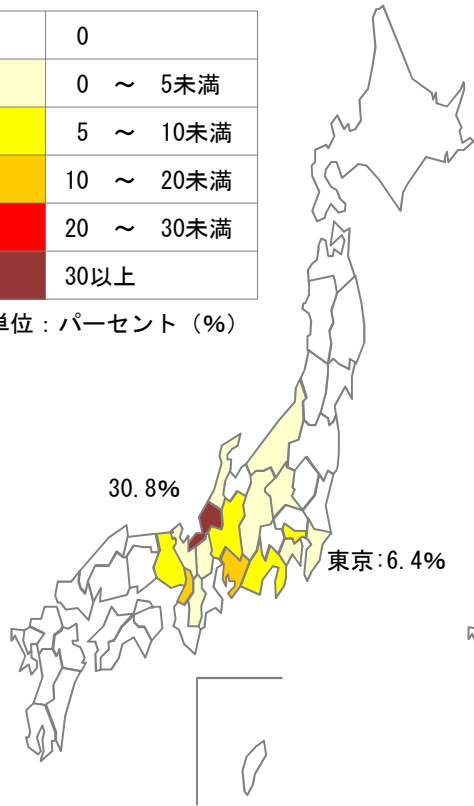 0
0 ～ 5未満
5 ～ 10未満
10 ～ 20未満
20 ～ 30未満
30以上
単位：パーセント（%）
30.8%
東京:6.4%